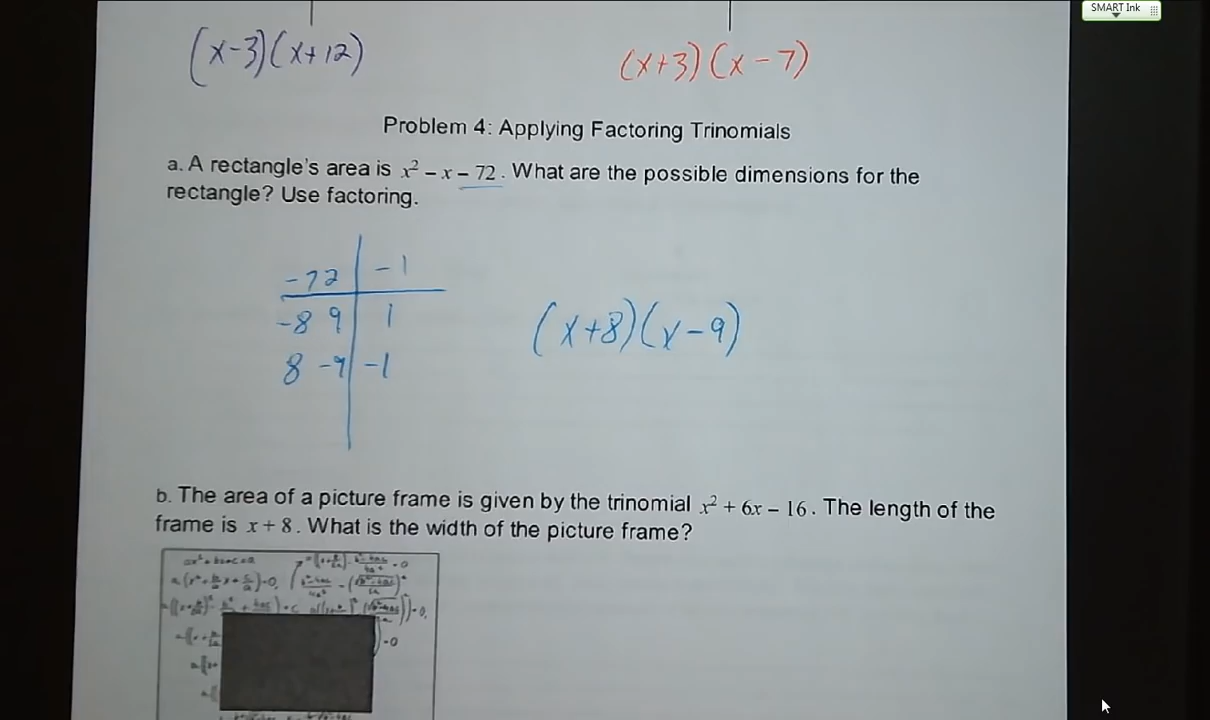 SMART Ink
(x-3)(x+12) (x+3)(x-7)
Problem 4: Applying Factoring Trinomials
a. A rectangle's area is x² − x − 72. What are the possible dimensions for the
rectangle? Use factoring.
-72 -1
-8 9 1
(x+8)(x-9)
8 -9 -1
b. The area of a picture frame is given by the trinomial x² + 6x − 16. The length of the
frame is x + 8. What is the width of the picture frame?